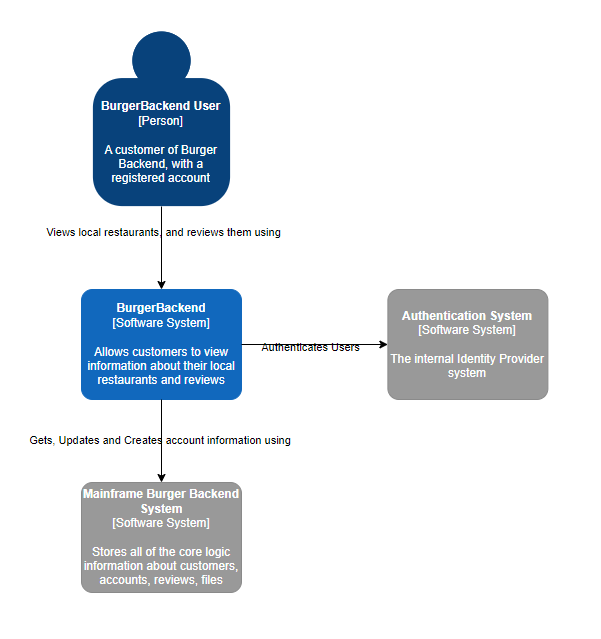 BurgerBackend User
[Person]
A customer of Burger
Backend, with a
registered account
Views local restaurants, and reviews them using
BurgerBackend
[Software System]
Allows customers to view
information about their local
restaurants and reviews
Authenticates Users
Authentication System
[Software System]
The internal Identity Provider
system
Gets, Updates and Creates account information using
Mainframe Burger Backend
System
[Software System]
Stores all of the core logic
information about customers,
accounts, reviews, files